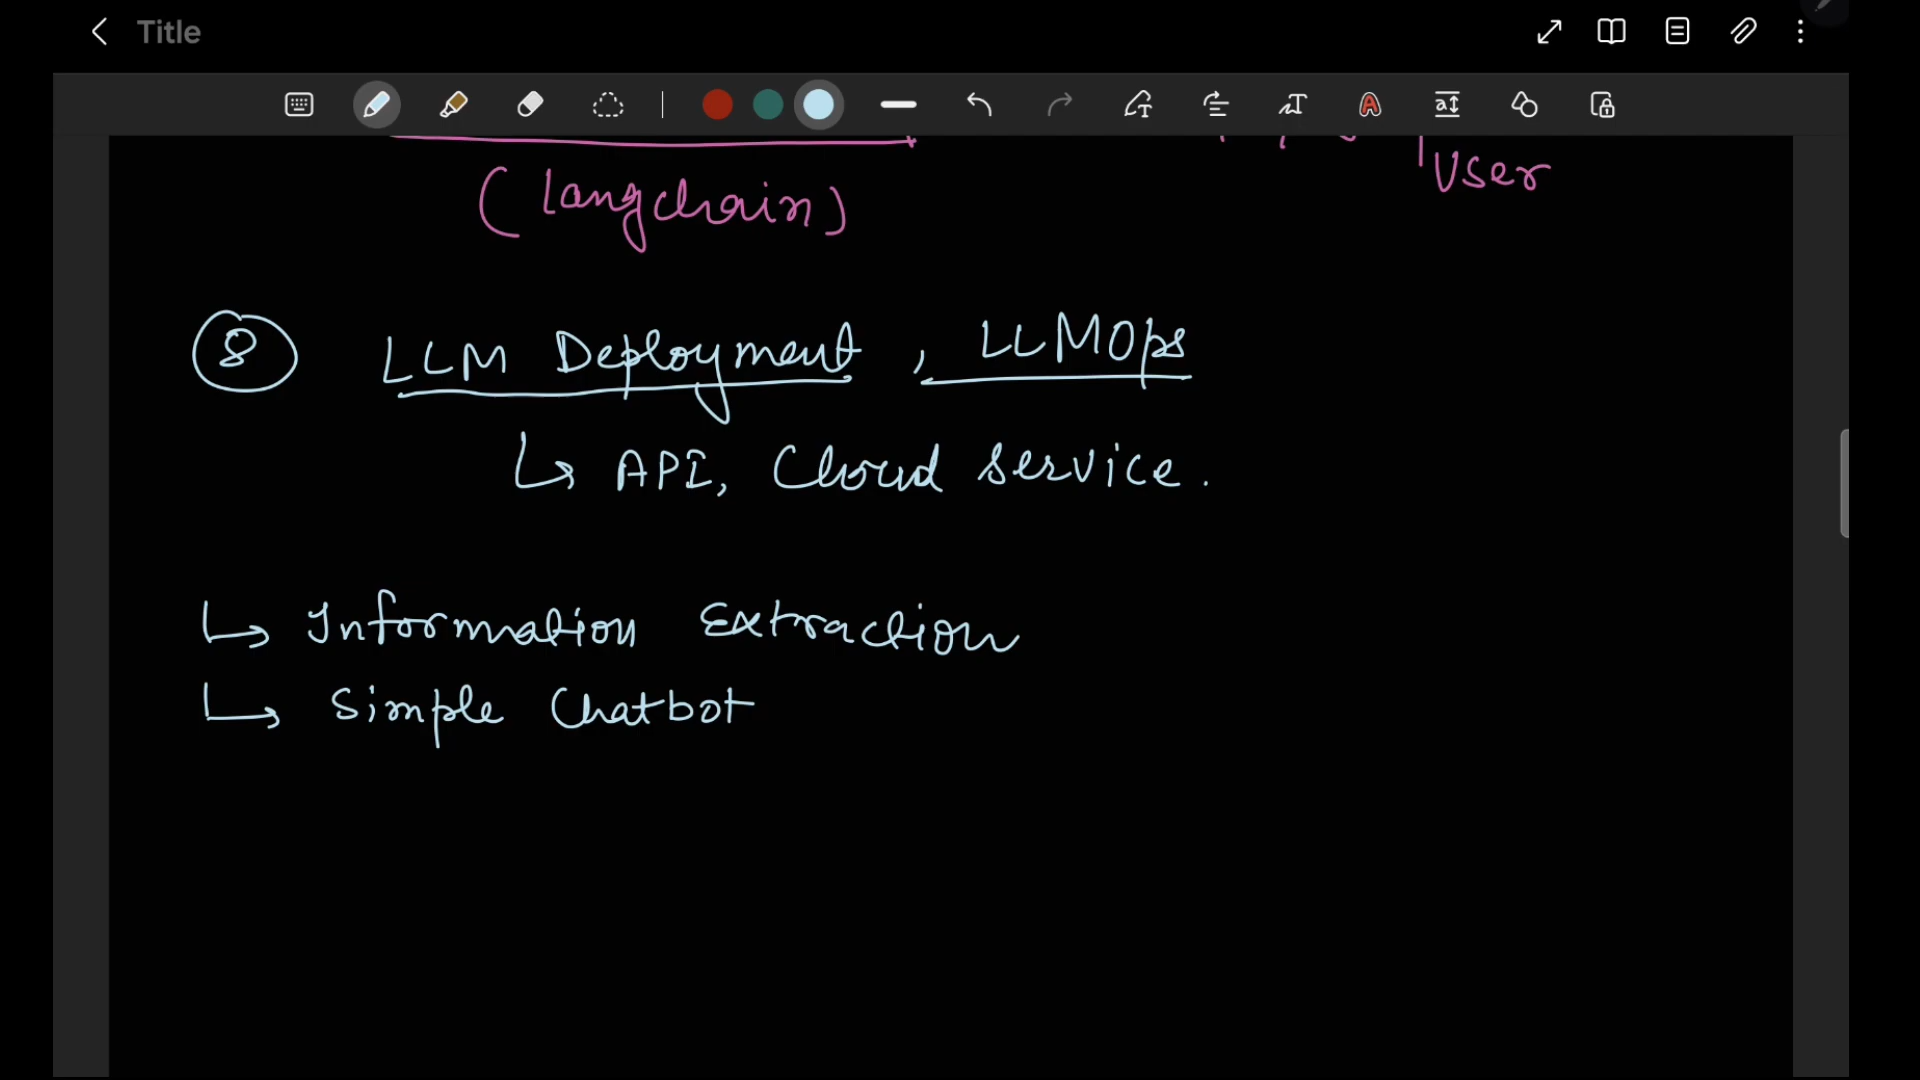 Title
User
(langchain)
8 LLM Deployment, LLMOps
↳ API, Cloud service.
↳ Information Extraction
↳ Simple Chatbot